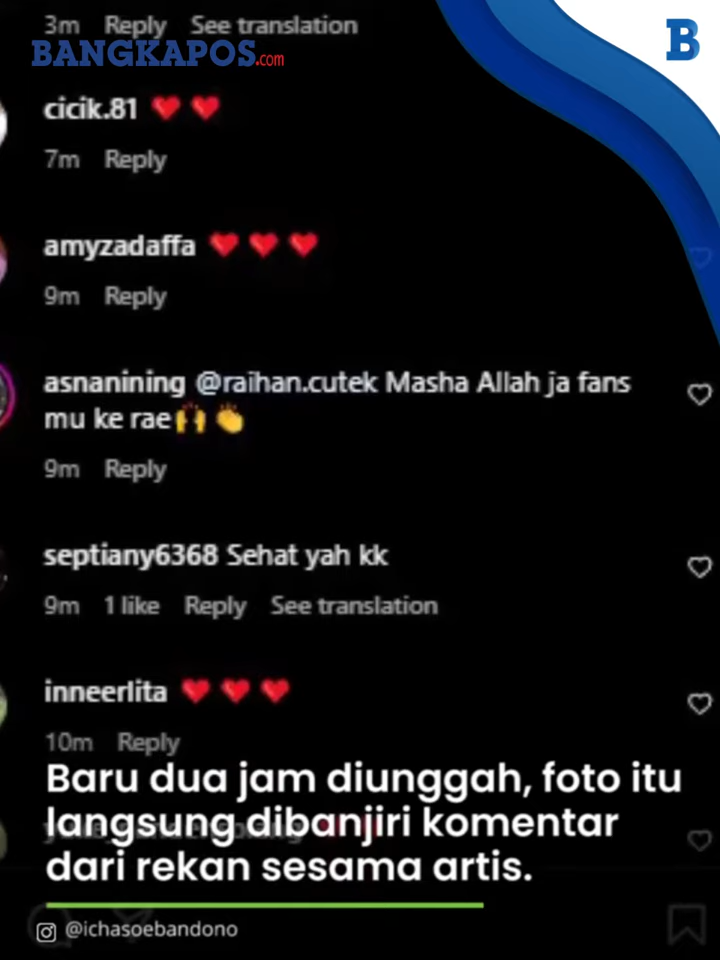 3m Reply See translation
BANGKAPOS.com
B
cicik.81 ❤️ ❤️
7m Reply
amyzadaffa ❤️ ❤️ ❤️
9m Reply
asnanining @raihan.cutek Masha Allah ja fans
mu ke rae🙌 👏
9m Reply
septiany6368 Sehat yah kk
9m 1 like Reply See translation
inneerlita ❤️ ❤️ ❤️
10m Reply
Baru dua jam diunggah, foto itu
langsung dibanjiri komentar
dari rekan sesama artis.
@ichasoebandono